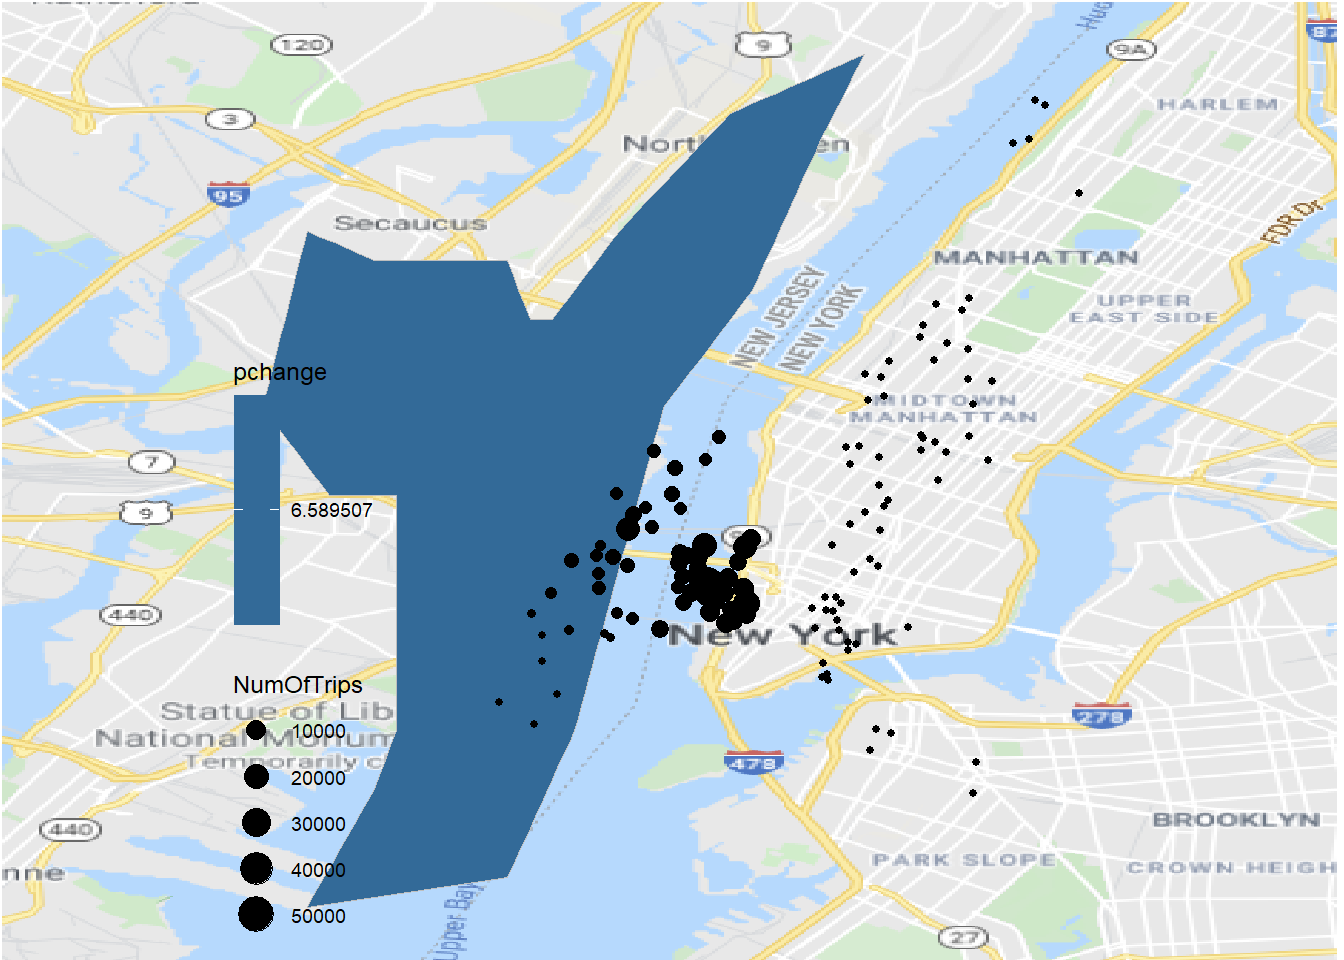 120
9
9A
87
3
HARLEM
95
Secaucus
FDR Dr
MANHATTAN
NEW JERSEY
NEW YORK
UPPER
EAST SIDE
pchange
MIDTOWN
MANHATTAN
7
9
6.589507
440
New York
NumOfTrips
Statue of Lib
National Monum
Temporarily c
10000
278
478
20000
30000
440
BROOKLYN
40000
PARK SLOPE
CROWN HEIGH
nne
50000
Upper Bay
27